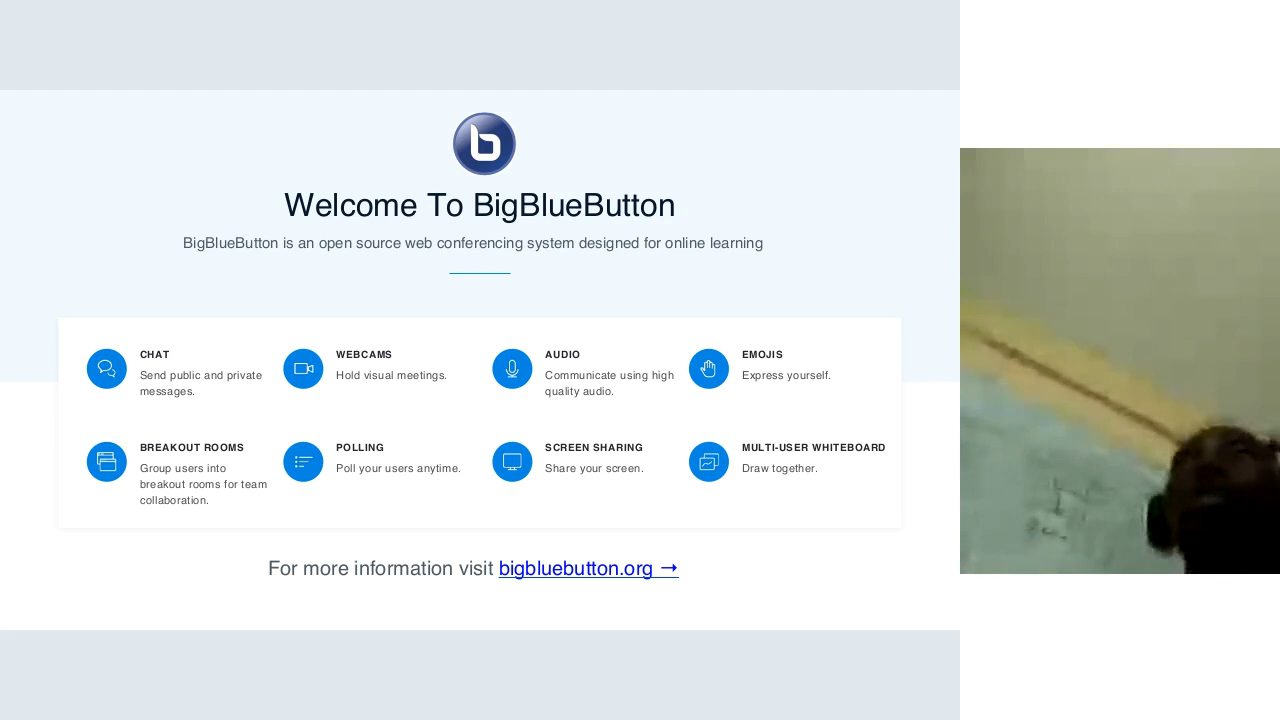 Welcome To BigBlueButton
BigBlueButton is an open source web conferencing system designed for online learning
CHAT
Send public and private
messages.
WEBCAMS
Hold visual meetings.
AUDIO
Communicate using high
quality audio.
EMOJIS
Express yourself.
BREAKOUT ROOMS
Group users into
breakout rooms for team
collaboration.
POLLING
Poll your users anytime.
SCREEN SHARING
Share your screen.
MULTI-USER WHITEBOARD
Draw together.
For more information visit bigbluebutton.org →